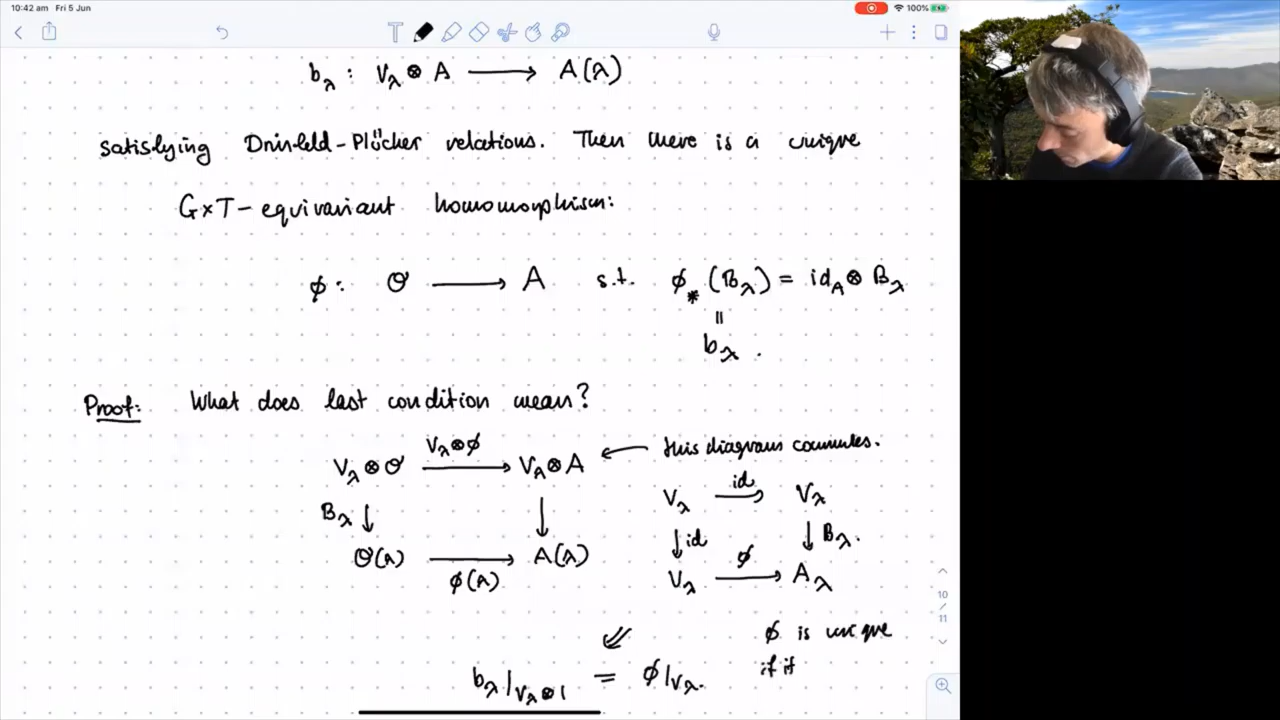 10:42 am Fri 5 Jun
100%
b_λ : V_λ ⊗ A ⟶ A(λ)
satisfying Drinfeld-Plücker relations. Then there is a unique
G×T-equivariant homomorphism:
ϕ : 𝒪 ⟶ A s.t. ϕ_*(B_λ) = id_A ⊗ B_λ
||
b_λ .
Proof: What does last condition mean?
V_λ ⊗ 𝒪 ⟶ V_λ ⊗ A ← this diagram commutes.
V_λ⊗ϕ
V_λ ⟶ V_λ
id
B_λ ↓ ↓
↓ id ↓ B_λ.
𝒪(λ) ⟶ A(λ)
ϕ(λ)
V_λ ⟶ A_λ
ϕ
⇙
b_λ|_{V_λ⊗1} = ϕ|_{V_λ}.
ϕ is unique
if if
10
/
11